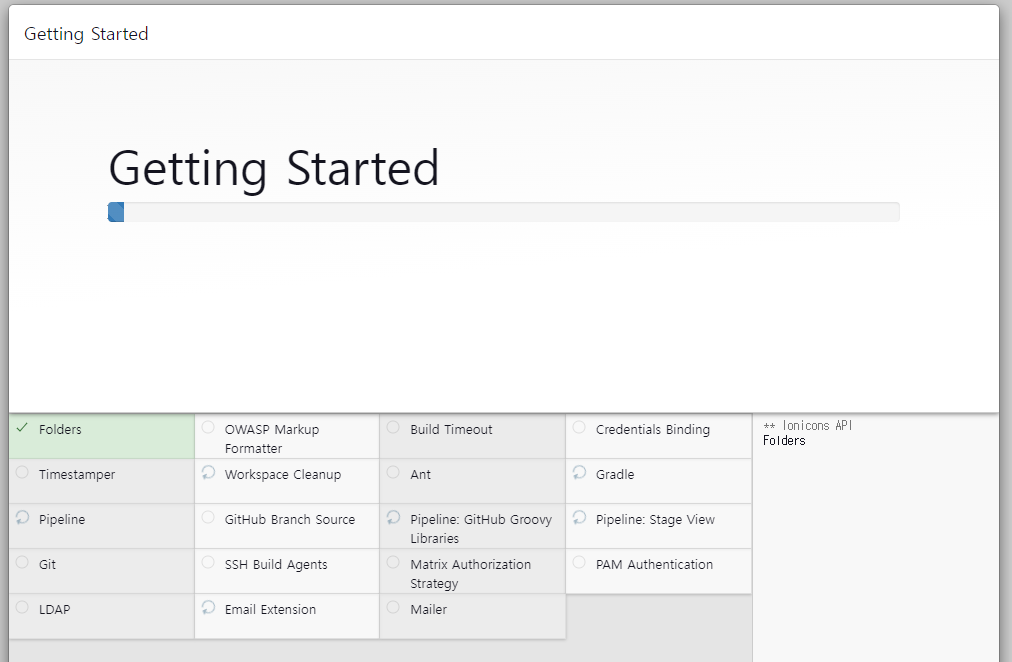 Getting Started
Getting Started
Folders
OWASP Markup
Formatter
Build Timeout
Credentials Binding
Timestamper
Workspace Cleanup
Ant
Gradle
Pipeline
GitHub Branch Source
Pipeline: GitHub Groovy
Libraries
Pipeline: Stage View
Git
SSH Build Agents
Matrix Authorization
Strategy
PAM Authentication
LDAP
Email Extension
Mailer
** Ionicons API
Folders